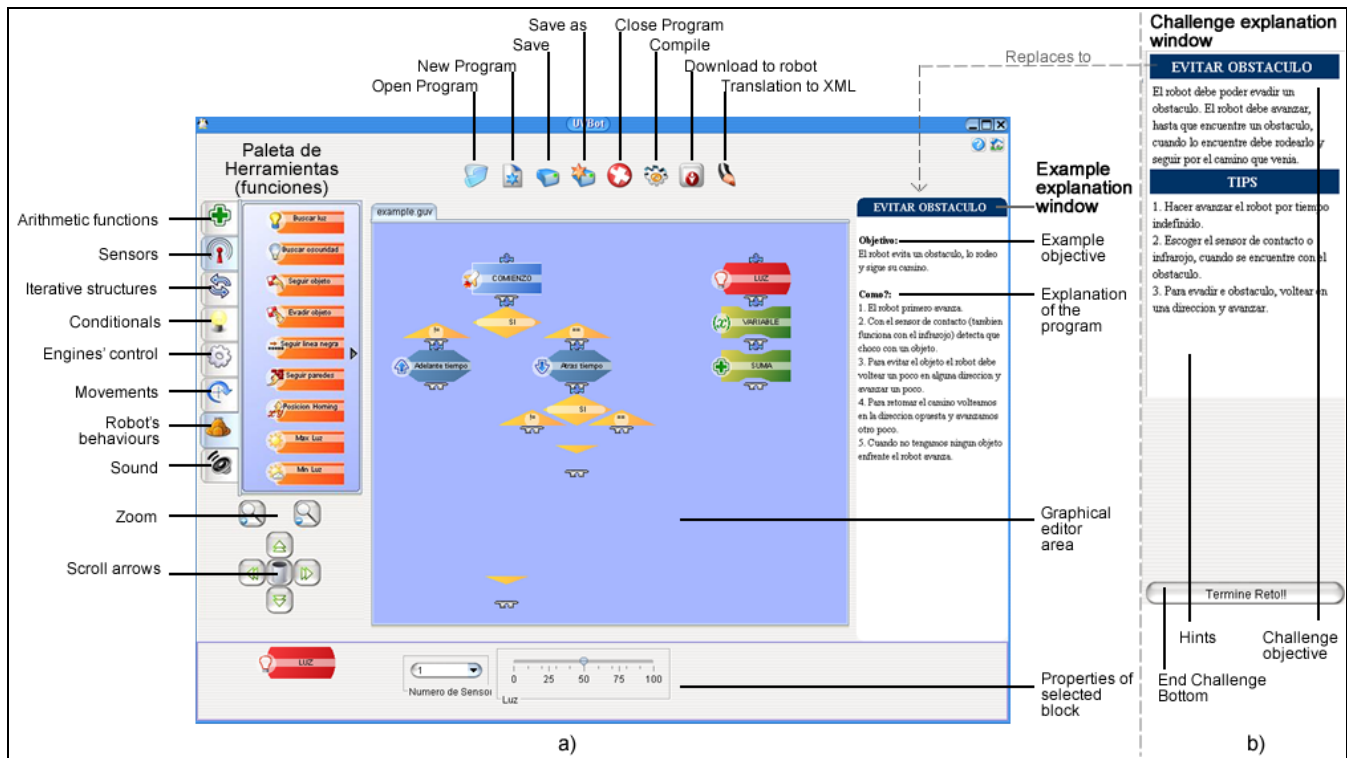 Save as
Close Program
Save
Compile
New Program
Download to robot
Open Program
Translation to XML
Replaces to
Challenge explanation
window
UVBot
Paleta de
Herramientas
(funciones)
Arithmetic functions
Sensors
Iterative structures
Conditionals
Engines' control
Movements
Robot's
behaviours
Sound
Zoom
Scroll arrows
Buscar luz
Buscar oscuridad
Seguir objeto
Evadir objeto
Seguir linea negra
Seguir paredes
Posicion Homing
Max Luz
Min Luz
example.guv
COMIENZO
SI
!=
==
Adelante tiempo
Atras tiempo
SI
!=
==
LUZ
(x) VARIABLE
SUMA
EVITAR OBSTACULO
Objetivo:
El robot evita un obstaculo, lo rodeo
y sigue su camino.
Como?:
1. El robot primero avanza.
2. Con el sensor de contacto (tambien
funciona con el infrarojo) detecta que
choco con un objeto.
3. Para evitar el objeto el robot debe
voltear un poco en alguna direccion y
avanzar un poco.
4. Para retomar el camino volteamos
en la direccion opuesta y avanzamos
otro poco.
5. Cuando no tengamos ningun objeto
enfrente el robot avanza.
Example
explanation
window
Example
objective
Explanation
of the
program
Graphical
editor
area
LUZ
1
Numero de Sensor
0 25 50 75 100
Luz
Properties of
selected
block
a)
EVITAR OBSTACULO
El robot debe poder evadir un
obstaculo. El robot debe avanzar,
hasta que encuentre un obstaculo,
cuando lo encuentre debe rodearlo y
seguir por el camino que venia.
TIPS
1. Hacer avanzar el robot por tiempo
indefinido.
2. Escoger el sensor de contacto o
infrarojo, cuando se encuentre con el
obstaculo.
3. Para evadir e obstaculo, voltear en
una direccion y avanzar.
Termine Reto!!
Hints
Challenge
objective
End Challenge
Bottom
b)